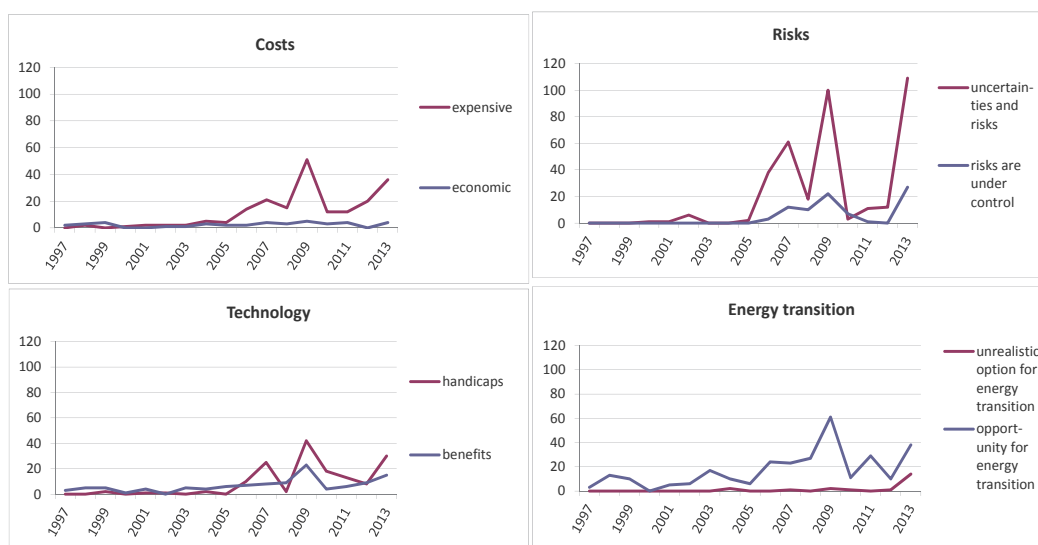 Costs
120
100
80
60
40
20
0
1997
1999
2001
2003
2005
2007
2009
2011
2013
expensive
economic
Risks
120
100
80
60
40
20
0
1997
1999
2001
2003
2005
2007
2009
2011
2013
uncertain-
ties and
risks
risks are
under
control
Technology
120
100
80
60
40
20
0
1997
1999
2001
2003
2005
2007
2009
2011
2013
handicaps
benefits
Energy transition
120
100
80
60
40
20
0
1997
1999
2001
2003
2005
2007
2009
2011
2013
unrealistic
option for
energy
transition
opport-
unity for
energy
transition